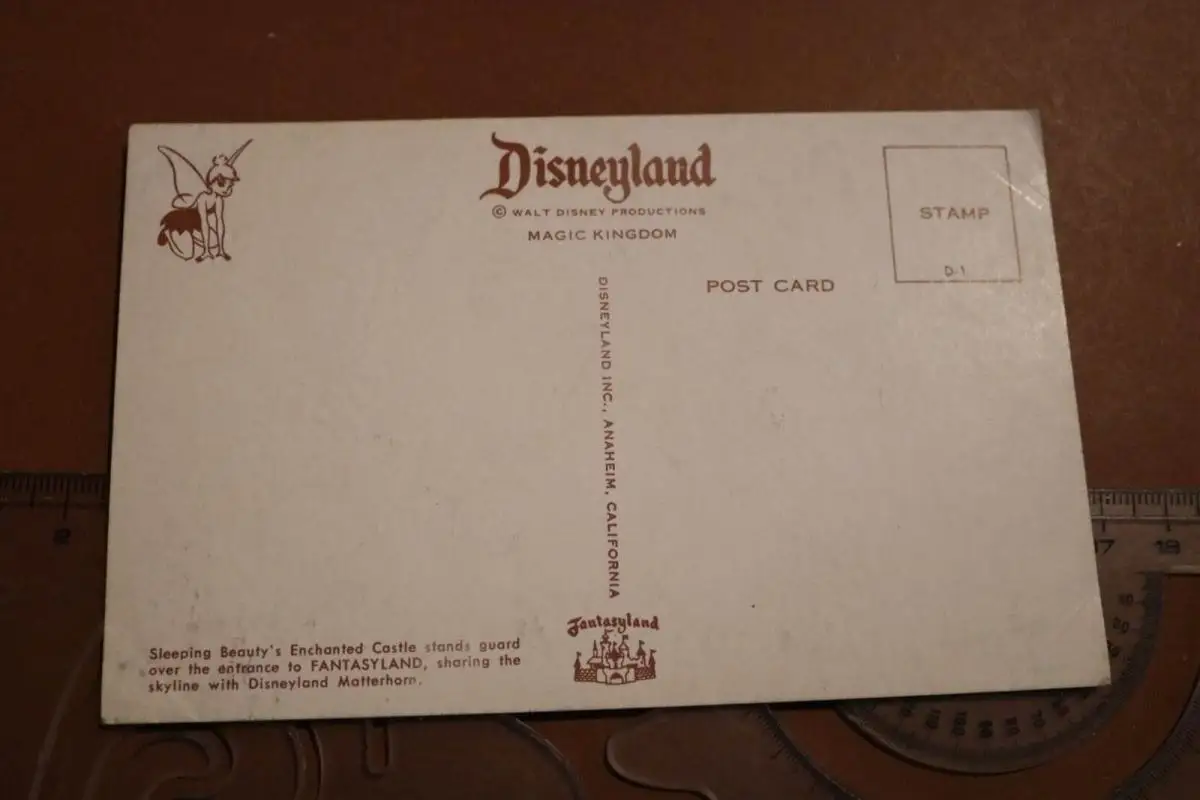 Disneyland
© WALT DISNEY PRODUCTIONS
MAGIC KINGDOM
STAMP
D-1
POST CARD
DISNEYLAND INC., ANAHEIM, CALIFORNIA
Fantasyland
Sleeping Beauty's Enchanted Castle stands guard
over the entrance to FANTASYLAND, sharing the
skyline with Disneyland Matterhorn.